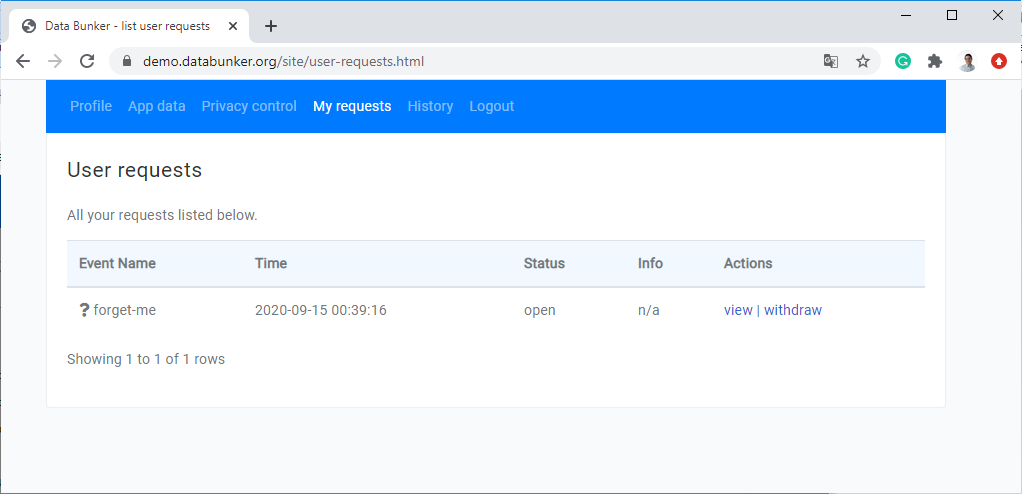 Data Bunker - list user requests
demo.databunker.org/site/user-requests.html
Profile App data Privacy control My requests History Logout
User requests
All your requests listed below.
Event Name Time Status Info Actions
? forget-me 2020-09-15 00:39:16 open n/a view | withdraw
Showing 1 to 1 of 1 rows